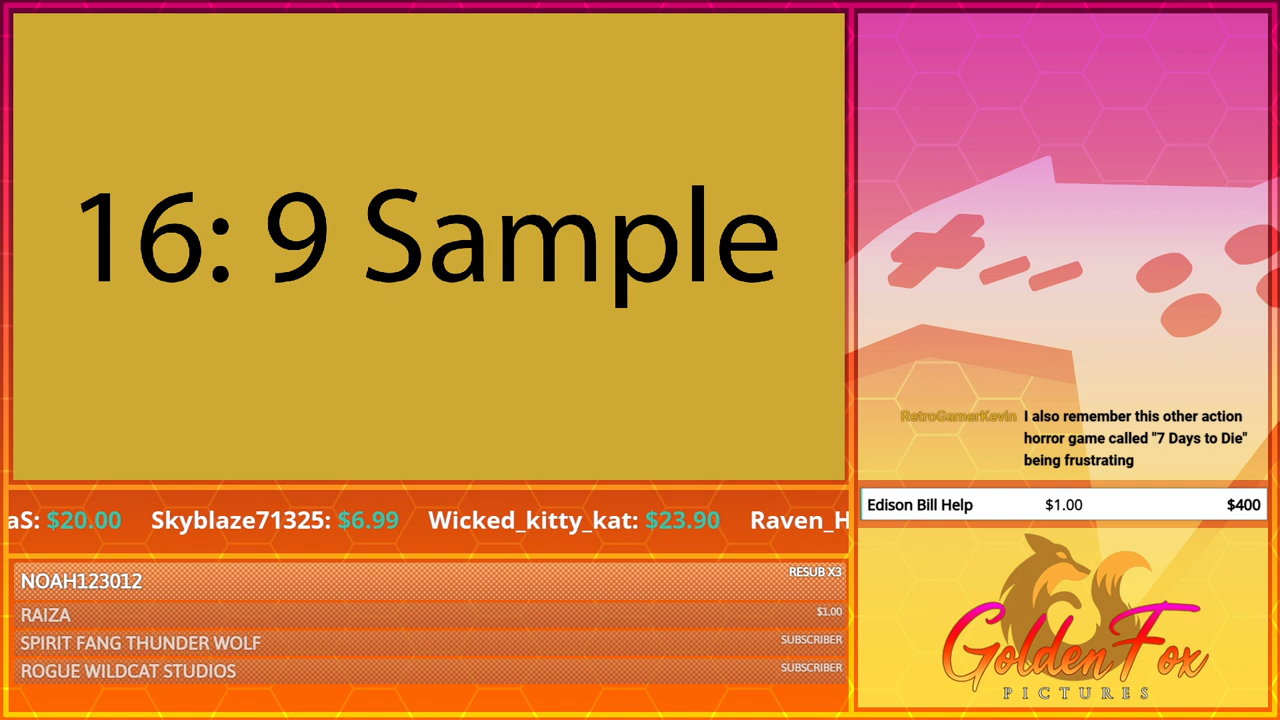 16: 9 Sample
RetroGamerKevin I also remember this other action
horror game called "7 Days to Die"
being frustrating
Edison Bill Help $1.00 $400
aS: $20.00 Skyblaze71325: $6.99 Wicked_kitty_kat: $23.90 Raven_H
NOAH123012 RESUB X3
RAIZA $1.00
SPIRIT FANG THUNDER WOLF SUBSCRIBER
ROGUE WILDCAT STUDIOS SUBSCRIBER
Golden Fox
PICTURES